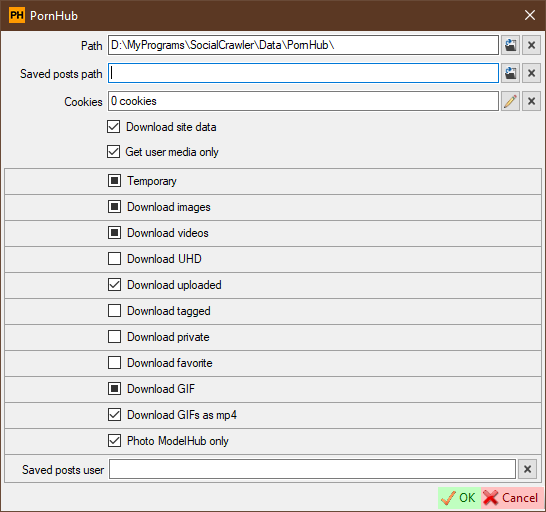 PH PornHub
Path D:\MyPrograms\SocialCrawler\Data\PornHub\
Saved posts path
Cookies 0 cookies
Download site data
Get user media only
Temporary
Download images
Download videos
Download UHD
Download uploaded
Download tagged
Download private
Download favorite
Download GIF
Download GIFs as mp4
Photo ModelHub only
Saved posts user
OK Cancel